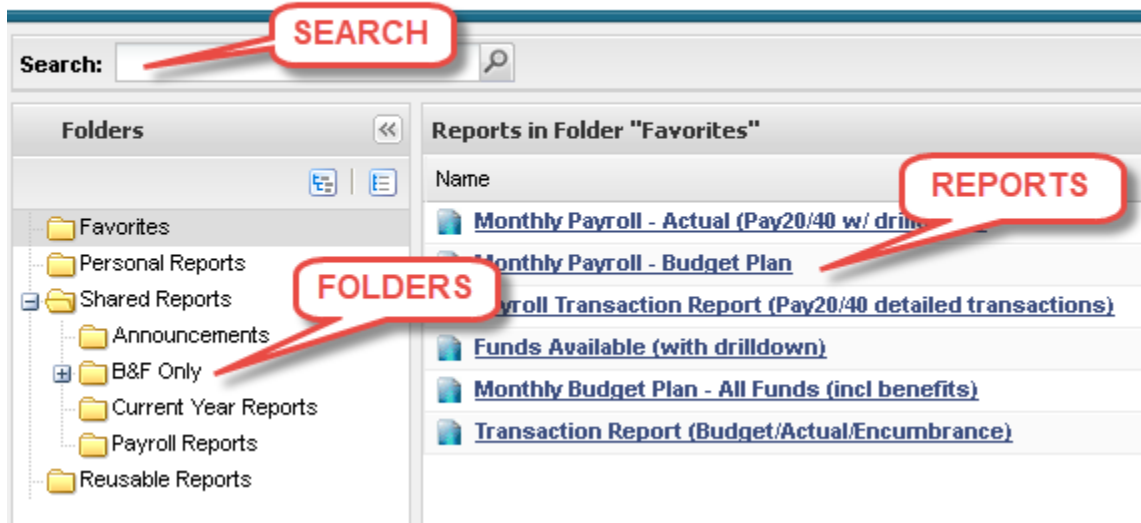 SEARCH
Search:
Folders
Reports in Folder "Favorites"
Name
REPORTS
Favorites
Monthly Payroll - Actual (Pay20/40 w/
Personal Reports
Monthly Payroll - Budget Plan
FOLDERS
Shared Reports
Transaction Report (Pay20/40 detailed transactions)
Announcements
Funds Available (with drilldown)
B&F Only
Monthly Budget Plan - All Funds (incl benefits)
Current Year Reports
Transaction Report (Budget/Actual/Encumbrance)
Payroll Reports
Reusable Reports